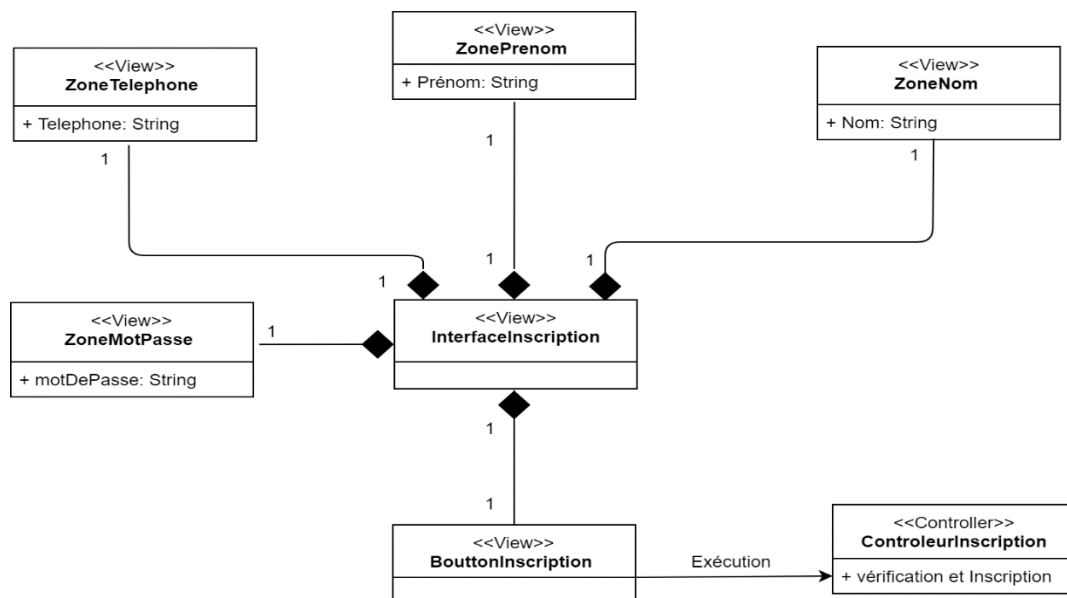 <<View>>
ZonePrenom
+ Prénom: String
<<View>>
ZoneTelephone
+ Telephone: String
<<View>>
ZoneNom
+ Nom: String
1
1
1
1
1
1
<<View>>
ZoneMotPasse
+ motDePasse: String
1
<<View>>
InterfaceInscription
1
1
<<View>>
BouttonInscription
Exécution
<<Controller>>
ControleurInscription
+ vérification et Inscription